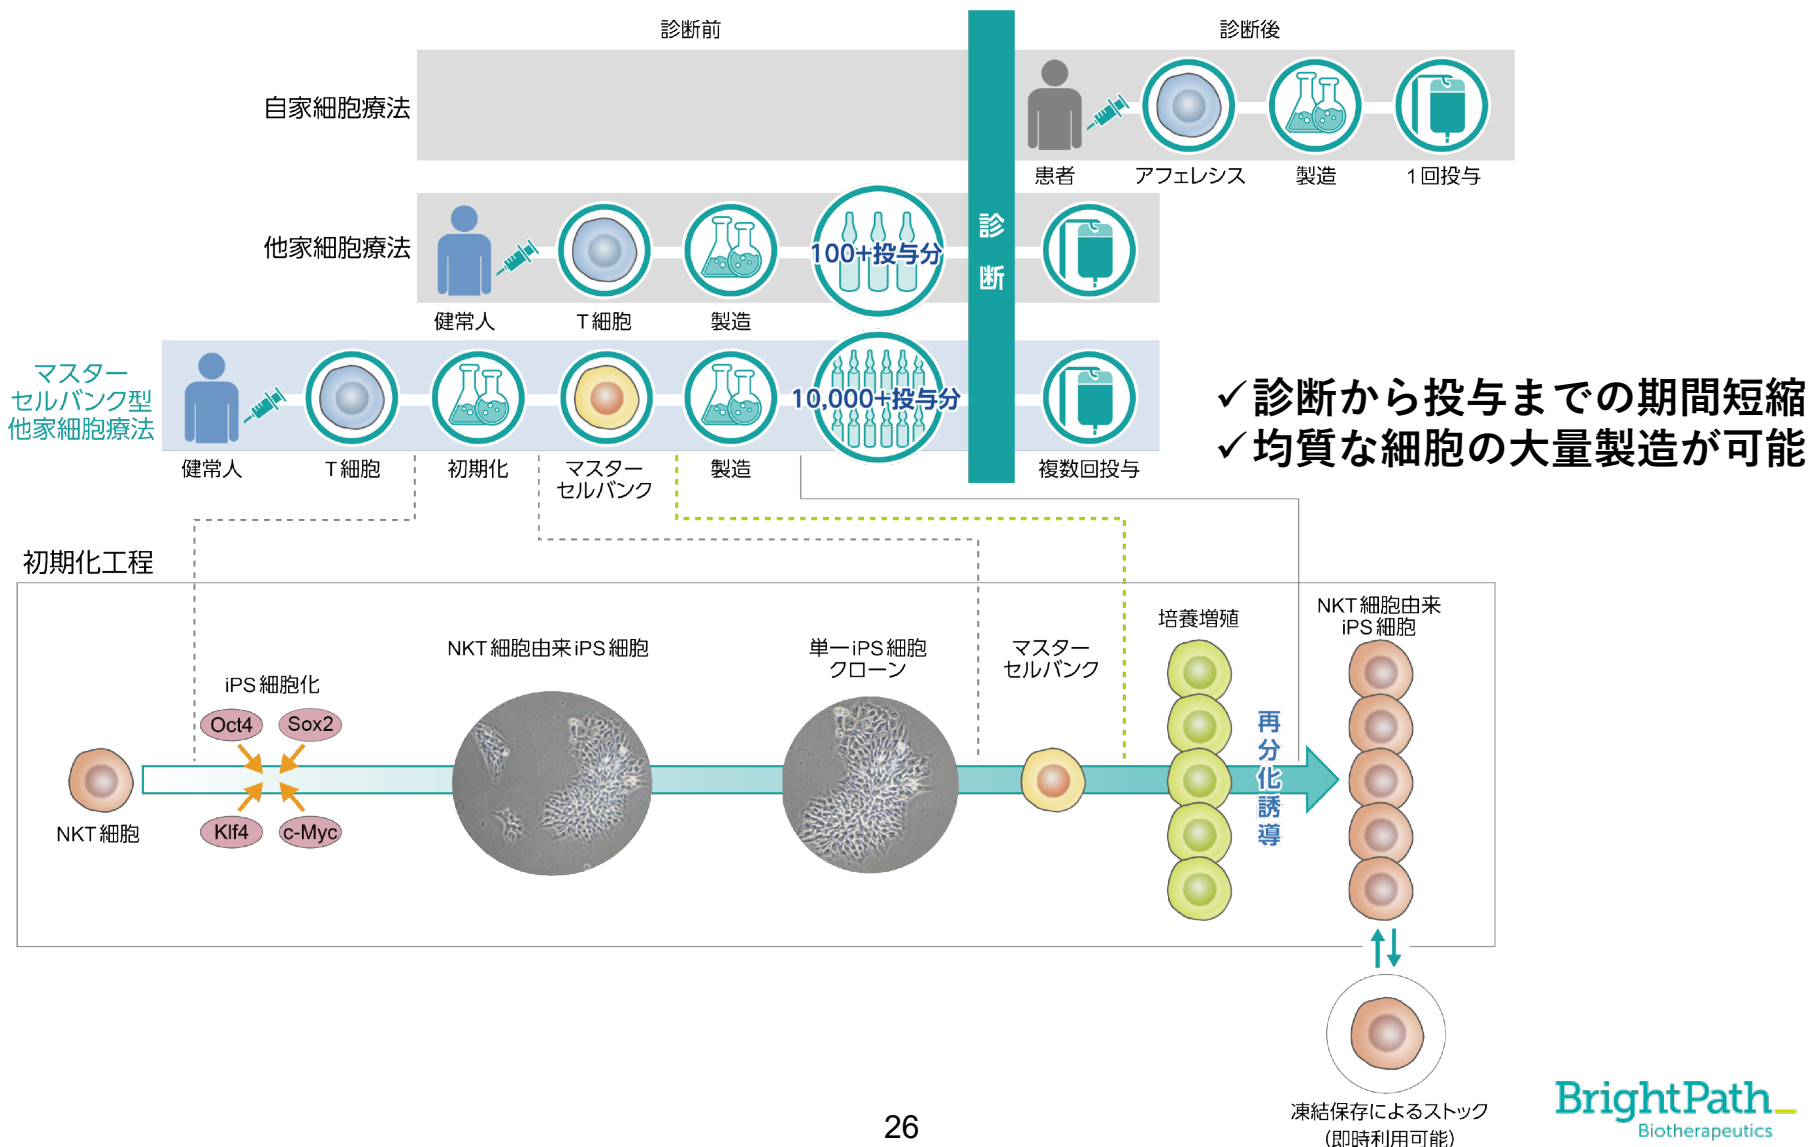 診断前
診断後
自家細胞療法
患者
アフェレシス
製造
1回投与
診断
他家細胞療法
100+投与分
健常人
T細胞
製造
マスター
セルバンク型
他家細胞療法
10,000+投与分
健常人
T細胞
初期化
マスター
セルバンク
製造
複数回投与
✓診断から投与までの期間短縮
✓均質な細胞の大量製造が可能
初期化工程
NKT細胞
iPS細胞化
Oct4
Sox2
Klf4
c-Myc
NKT細胞由来iPS細胞
単一iPS細胞
クローン
マスター
セルバンク
培養増殖
再分化誘導
NKT細胞由来
iPS細胞
凍結保存によるストック
(即時利用可能)
26
BrightPath_
Biotherapeutics